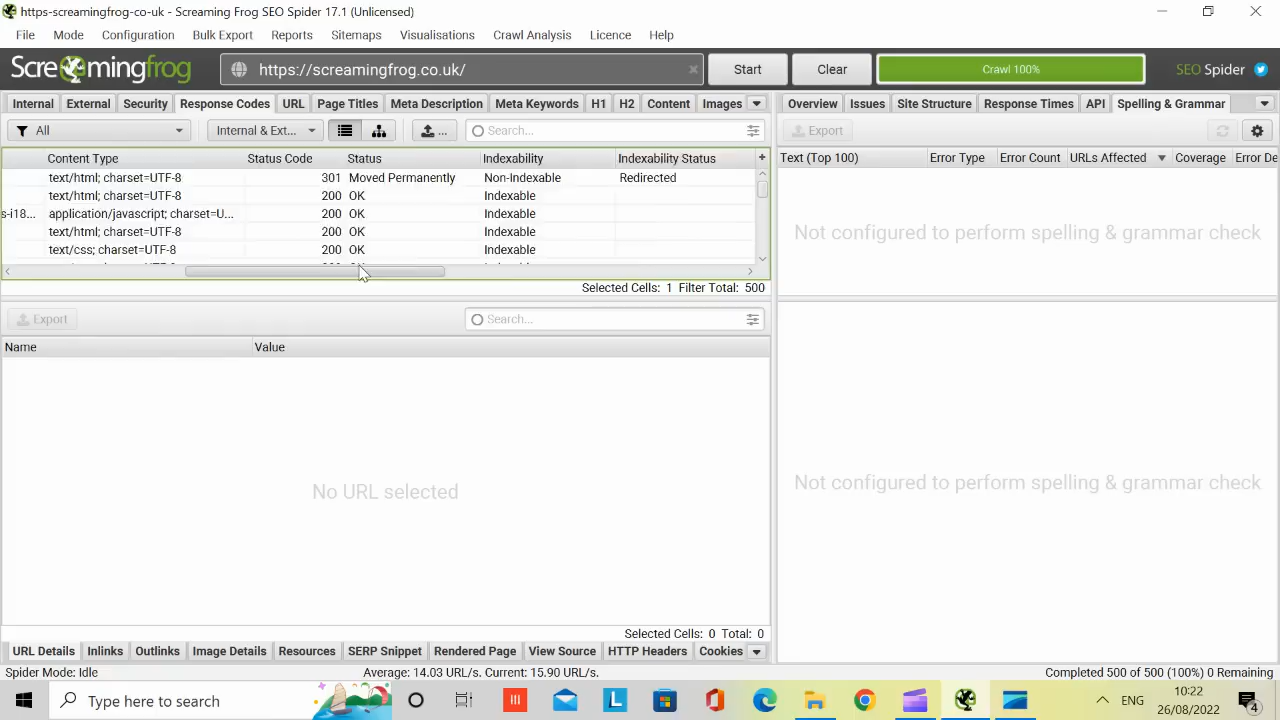 https-screamingfrog-co-uk - Screaming Frog SEO Spider 17.1 (Unlicensed)
File Mode Configuration Bulk Export Reports Sitemaps Visualisations Crawl Analysis Licence Help
Screamingfrog https://screamingfrog.co.uk/ Start Clear Crawl 100% SEO Spider
Internal External Security Response Codes URL Page Titles Meta Description Meta Keywords H1 H2 Content Images Overview Issues Site Structure Response Times API Spelling & Grammar
All Internal & Ext... ... Search... Export
Content Type Status Code Status Indexability Indexability Status + Text (Top 100) Error Type Error Count URLs Affected Coverage Error De
text/html; charset=UTF-8 301 Moved Permanently Non-Indexable Redirected
text/html; charset=UTF-8 200 OK Indexable
s-i18... application/javascript; charset=U... 200 OK Indexable
text/html; charset=UTF-8 200 OK Indexable
Not configured to perform spelling & grammar check
text/css; charset=UTF-8 200 OK Indexable
Selected Cells: 1 Filter Total: 500
Export Search...
Name Value
No URL selected
Not configured to perform spelling & grammar check
Selected Cells: 0 Total: 0
URL Details Inlinks Outlinks Image Details Resources SERP Snippet Rendered Page View Source HTTP Headers Cookies
Spider Mode: Idle Average: 14.03 URL/s. Current: 15.90 URL/s. Completed 500 of 500 (100%) 0 Remaining
Type here to search L ENG 10:22
26/08/2022 4